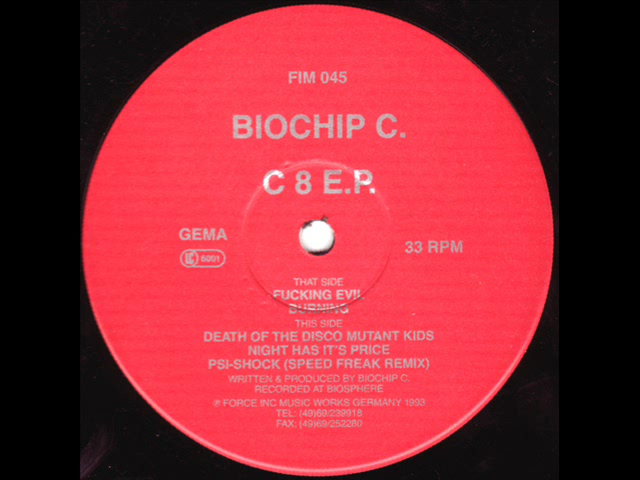 FIM 045
BIOCHIP C.
C 8 E.P.
GEMA
LC 6001
33 RPM
THAT SIDE
FUCKING EVIL
BURNING
THIS SIDE
DEATH OF THE DISCO MUTANT KIDS
NIGHT HAS IT'S PRICE
PSI-SHOCK (SPEED FREAK REMIX)
WRITTEN & PRODUCED BY BIOCHIP C.
RECORDED AT BIOSPHERE
℗ FORCE INC MUSIC WORKS GERMANY 1993
TEL: (49)69/239918
FAX: (49)69/252280